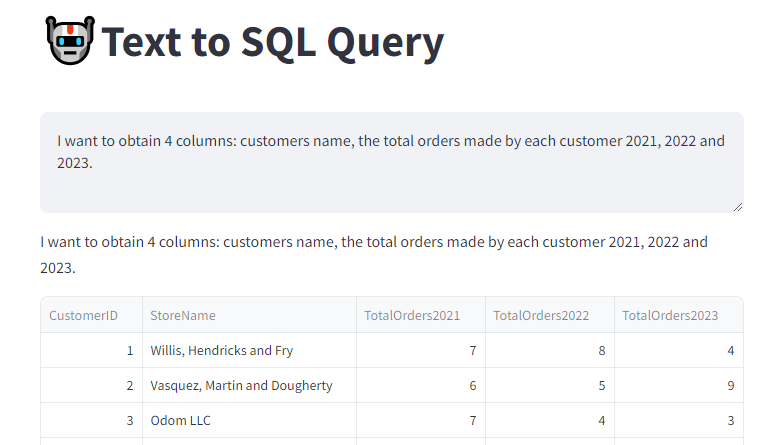 Text to SQL Query
I want to obtain 4 columns: customers name, the total orders made by each customer 2021, 2022 and
2023.
I want to obtain 4 columns: customers name, the total orders made by each customer 2021, 2022 and
2023.
CustomerID StoreName TotalOrders2021 TotalOrders2022 TotalOrders2023
1 Willis, Hendricks and Fry 7 8 4
2 Vasquez, Martin and Dougherty 6 5 9
3 Odom LLC 7 4 3